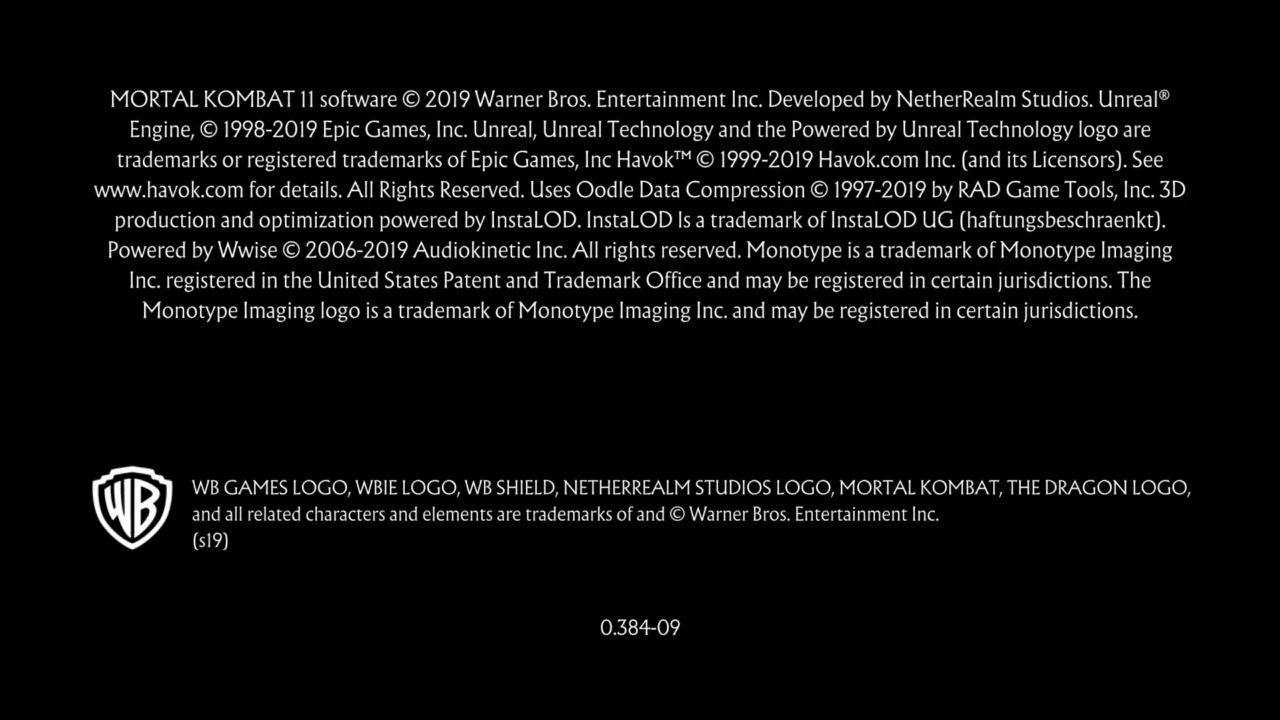 MORTAL KOMBAT 11 software © 2019 Warner Bros. Entertainment Inc. Developed by NetherRealm Studios. Unreal®
Engine, © 1998-2019 Epic Games, Inc. Unreal, Unreal Technology and the Powered by Unreal Technology logo are
trademarks or registered trademarks of Epic Games, Inc Havok™ © 1999-2019 Havok.com Inc. (and its Licensors). See
www.havok.com for details. All Rights Reserved. Uses Oodle Data Compression © 1997-2019 by RAD Game Tools, Inc. 3D
production and optimization powered by InstaLOD. InstaLOD Is a trademark of InstaLOD UG (haftungsbeschraenkt).
Powered by Wwise © 2006-2019 Audiokinetic Inc. All rights reserved. Monotype is a trademark of Monotype Imaging
Inc. registered in the United States Patent and Trademark Office and may be registered in certain jurisdictions. The
Monotype Imaging logo is a trademark of Monotype Imaging Inc. and may be registered in certain jurisdictions.
WB
WB GAMES LOGO, WBIE LOGO, WB SHIELD, NETHERREALM STUDIOS LOGO, MORTAL KOMBAT, THE DRAGON LOGO,
and all related characters and elements are trademarks of and © Warner Bros. Entertainment Inc.
(s19)
0.384-09